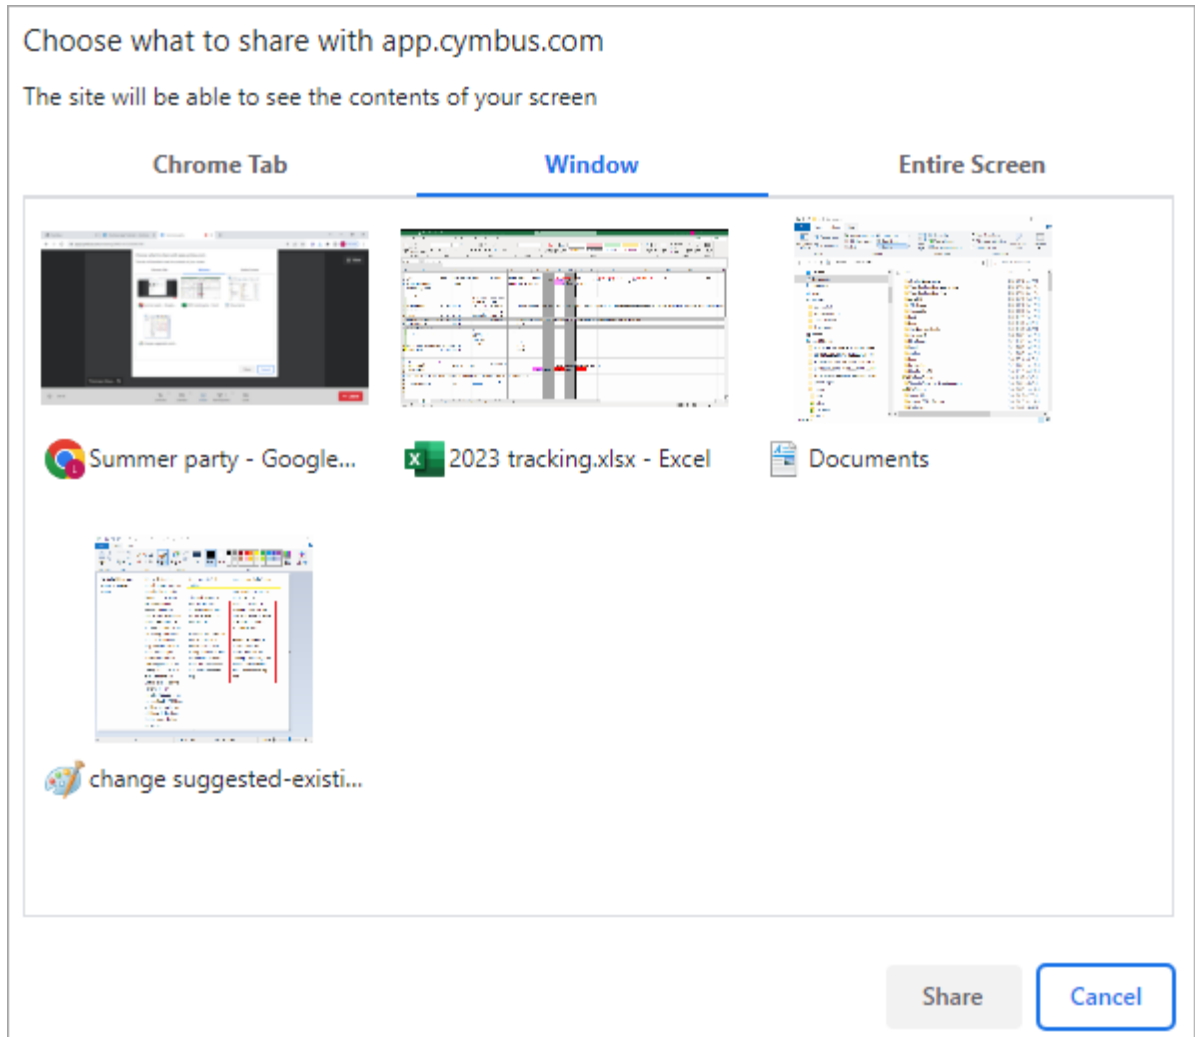 Choose what to share with app.cymbus.com
The site will be able to see the contents of your screen
Chrome Tab
Window
Entire Screen
Summer party - Google...
2023 tracking.xlsx - Excel
Documents
change suggested-existi...
Share
Cancel